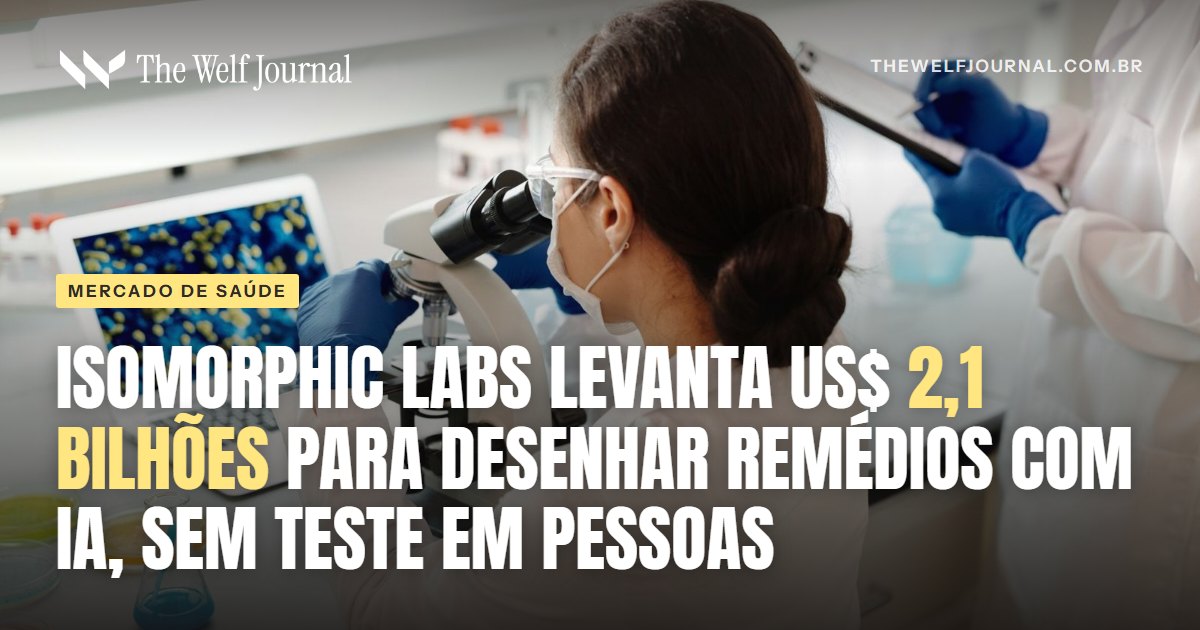 The Welf Journal
THEWELFJOURNAL.COM.BR
MERCADO DE SAÚDE
ISOMORPHIC LABS LEVANTA US$ 2,1
BILHÕES PARA DESENHAR REMÉDIOS COM
IA, SEM TESTE EM PESSOAS